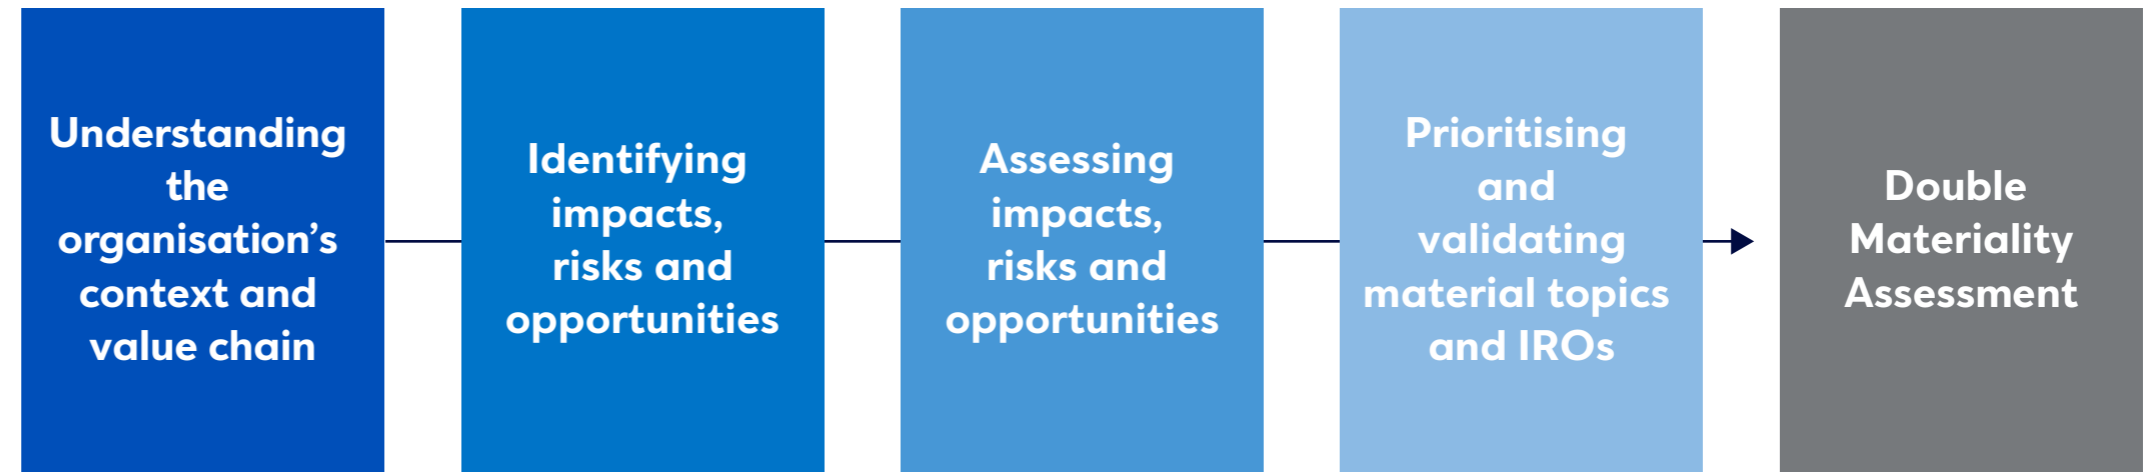 Understanding
the
organisation’s
context and
value chain
Identifying
impacts,
risks and
opportunities
Assessing
impacts,
risks and
opportunities
Prioritising
and
validating
material topics
and IROs
Double
Materiality
Assessment